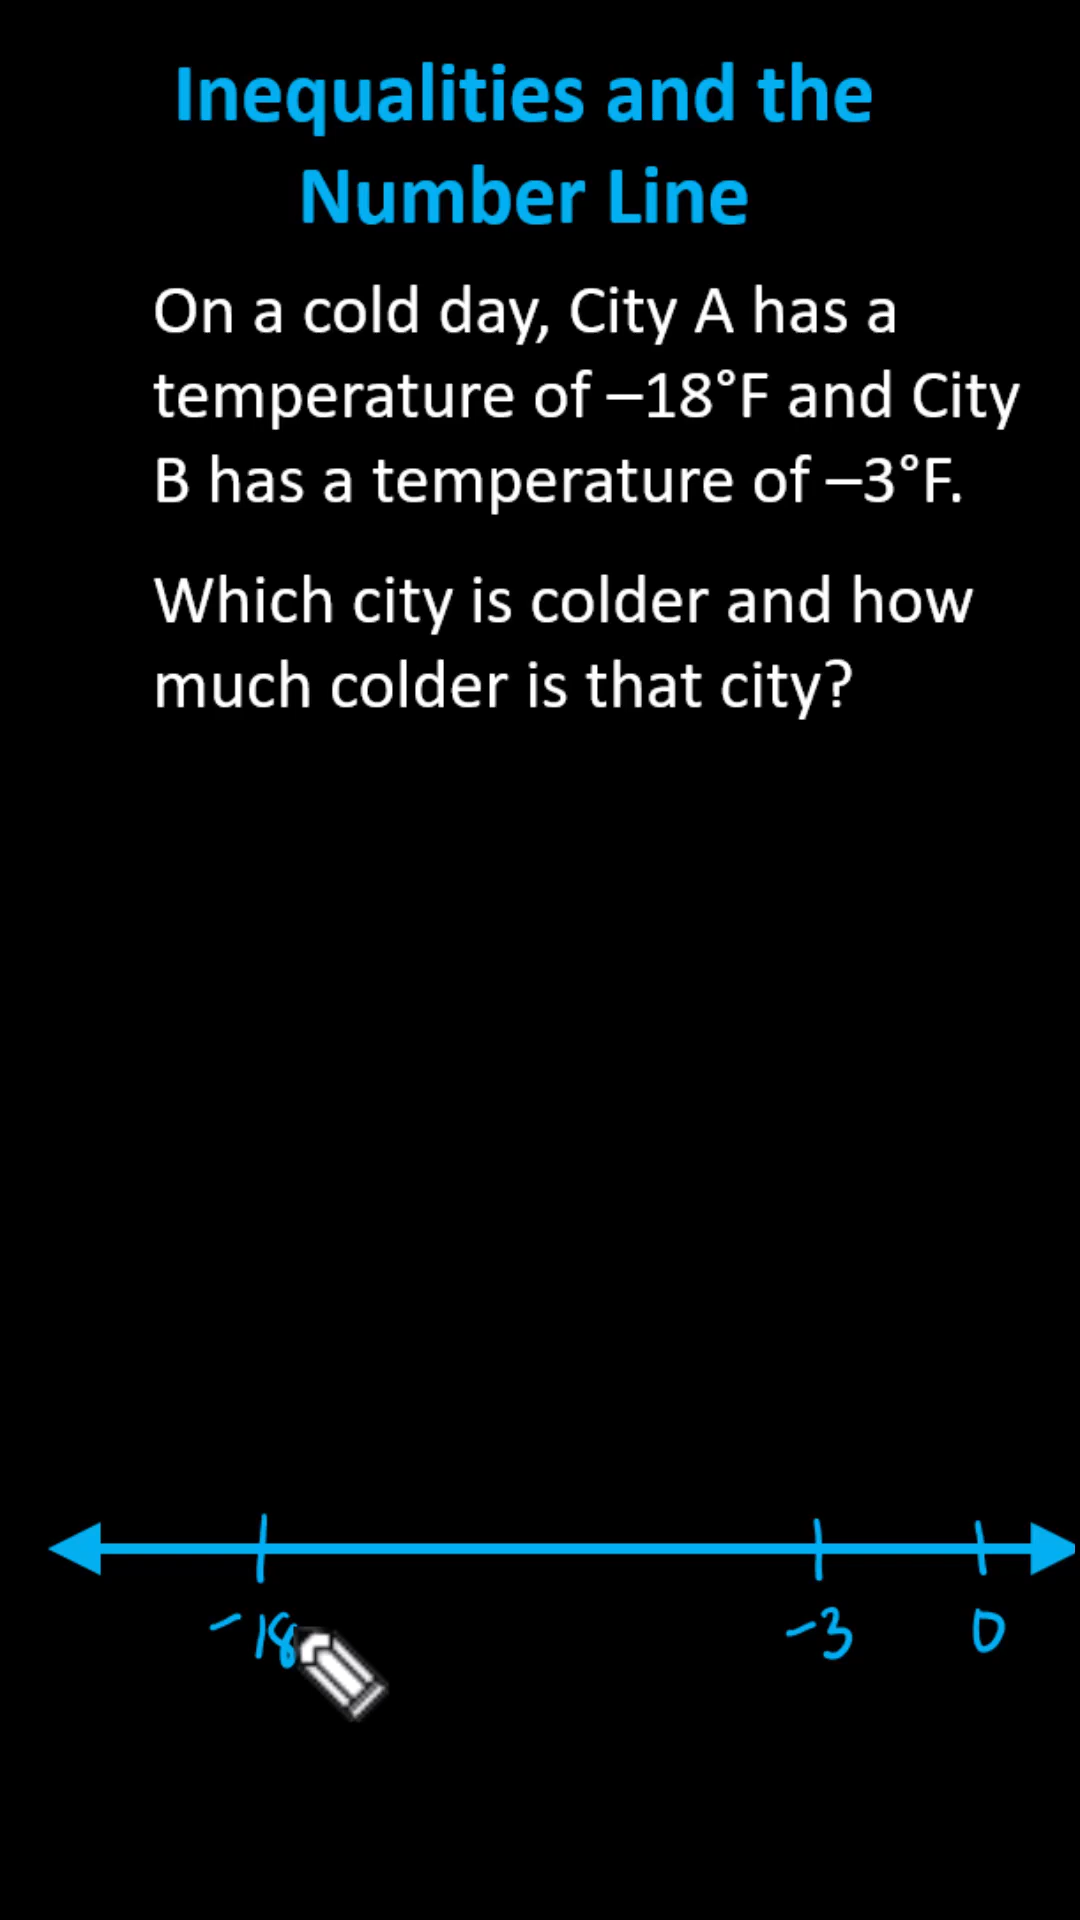 Inequalities and the
Number Line
On a cold day, City A has a
temperature of –18°F and City
B has a temperature of –3°F.
Which city is colder and how
much colder is that city?
-18 -3 0